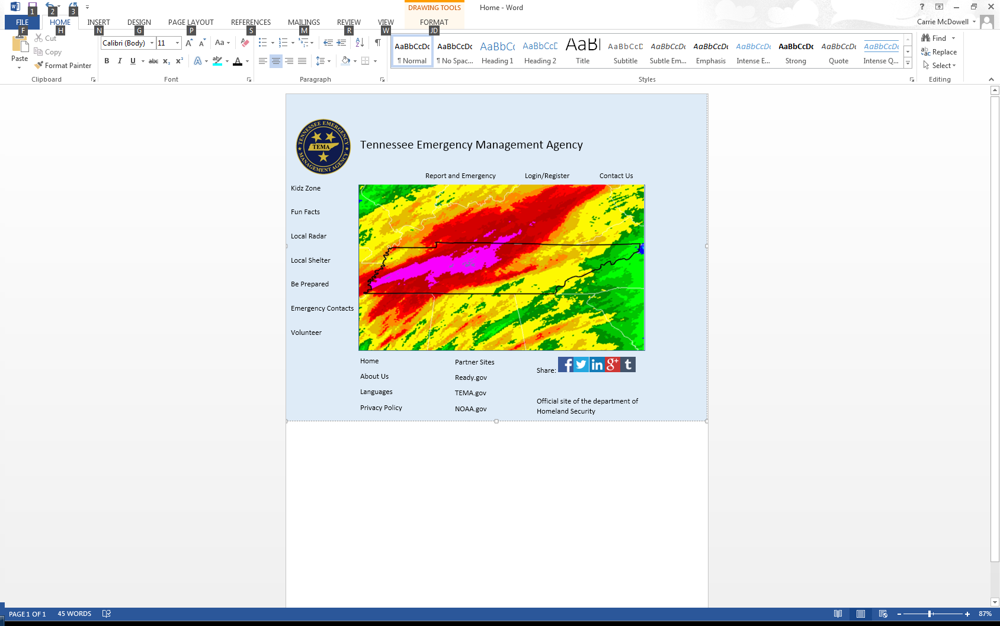 1 2 3
DRAWING TOOLS
Home - Word
?
FILE HOME INSERT DESIGN PAGE LAYOUT REFERENCES MAILINGS REVIEW VIEW FORMAT
Carrie McDowell
F H N G P S M R W JD
Paste
Cut
Copy
Format Painter
Clipboard
Calibri (Body) 11
B I U abc x₂ x²
Aa
A A
Font
Paragraph
AaBbCcDc AaBbCcDc AaBbCc AaBbCcD AaBl AaBbCcD AaBbCcDc AaBbCcDc AaBbCcDc AaBbCcDc AaBbCcDc AaBbCcDc
¶ Normal ¶ No Spac... Heading 1 Heading 2 Title Subtitle Subtle Em... Emphasis Intense E... Strong Quote Intense Q...
Styles
Find
Replace
Select
Editing
TENNESSEE EMERGENCY
TEMA
MANAGEMENT AGENCY
Tennessee Emergency Management Agency
Report and Emergency Login/Register Contact Us
Kidz Zone
Fun Facts
Local Radar
Local Shelter
Be Prepared
Emergency Contacts
Volunteer
Home
About Us
Languages
Privacy Policy
Partner Sites
Ready.gov
TEMA.gov
NOAA.gov
Share: f in g+ t
Official site of the department of
Homeland Security
PAGE 1 OF 1 45 WORDS
87%